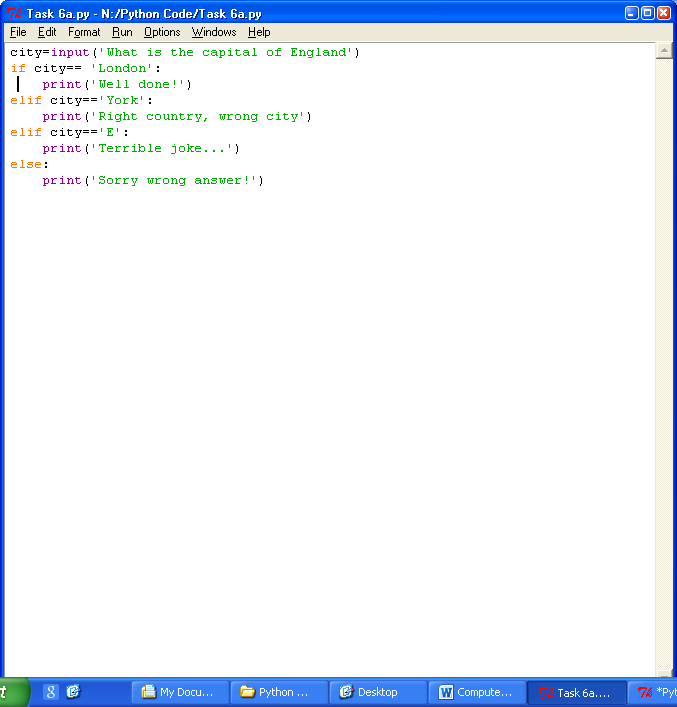 Task 6a.py - N:/Python Code/Task 6a.py
File Edit Format Run Options Windows Help
city=input('What is the capital of England')
if city== 'London':
    print('Well done!')
elif city=='York':
    print('Right country, wrong city')
elif city=='E':
    print('Terrible joke...')
else:
    print('Sorry wrong answer!')
t 8 My Docu... Python ... Desktop W Compute... Task 6a.... *Pyt